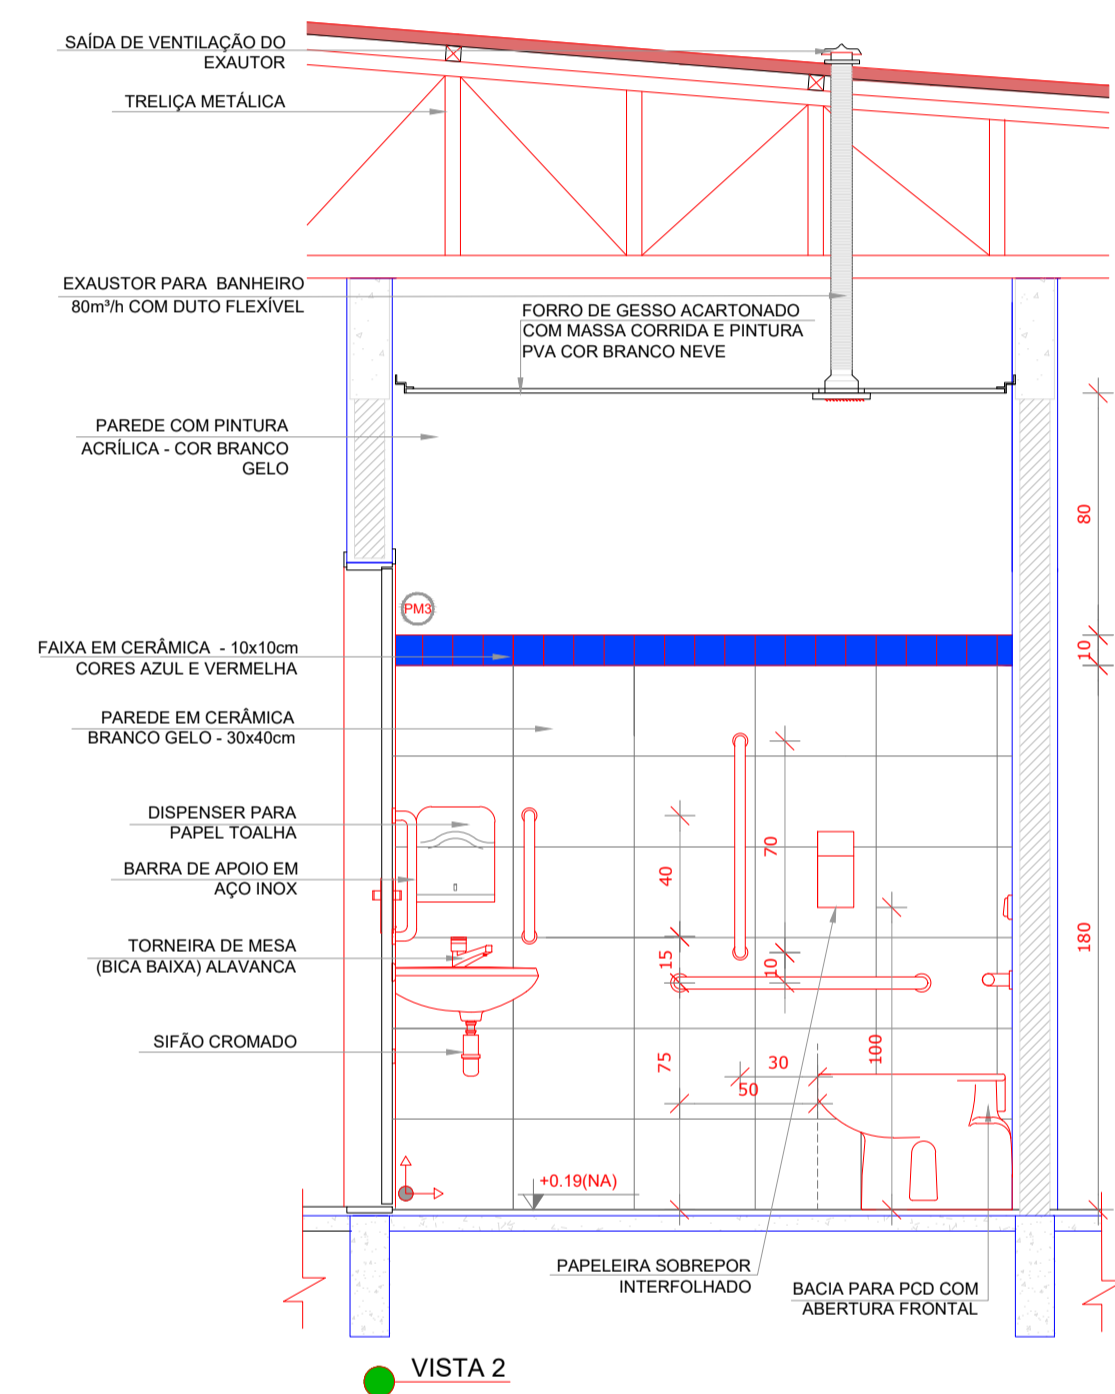 SAÍDA DE VENTILAÇÃO DO
EXAUTOR
TRELIÇA METÁLICA
EXAUSTOR PARA BANHEIRO
80m³/h COM DUTO FLEXÍVEL
FORRO DE GESSO ACARTONADO
COM MASSA CORRIDA E PINTURA
PVA COR BRANCO NEVE
PAREDE COM PINTURA
ACRÍLICA - COR BRANCO
GELO
80
PM3
FAIXA EM CERÂMICA - 10x10cm
CORES AZUL E VERMELHA
10
PAREDE EM CERÂMICA
BRANCO GELO - 30x40cm
DISPENSER PARA
PAPEL TOALHA
BARRA DE APOIO EM
AÇO INOX
40
70
TORNEIRA DE MESA
(BICA BAIXA) ALAVANCA
15
10
180
SIFÃO CROMADO
75
30
50
100
+0.19(NA)
PAPELEIRA SOBREPOR
INTERFOLHADO
BACIA PARA PCD COM
ABERTURA FRONTAL
VISTA 2